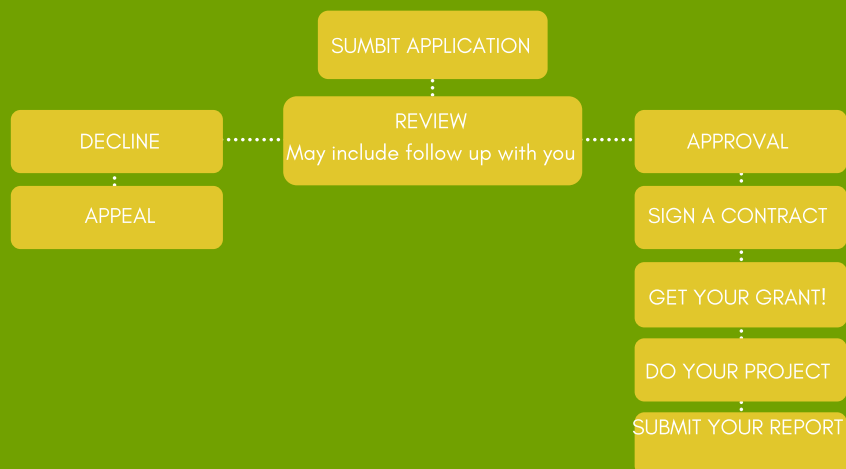 SUMBIT APPLICATION
REVIEW
May include follow up with you
DECLINE
APPEAL
APPROVAL
SIGN A CONTRACT
GET YOUR GRANT!
DO YOUR PROJECT
SUBMIT YOUR REPORT